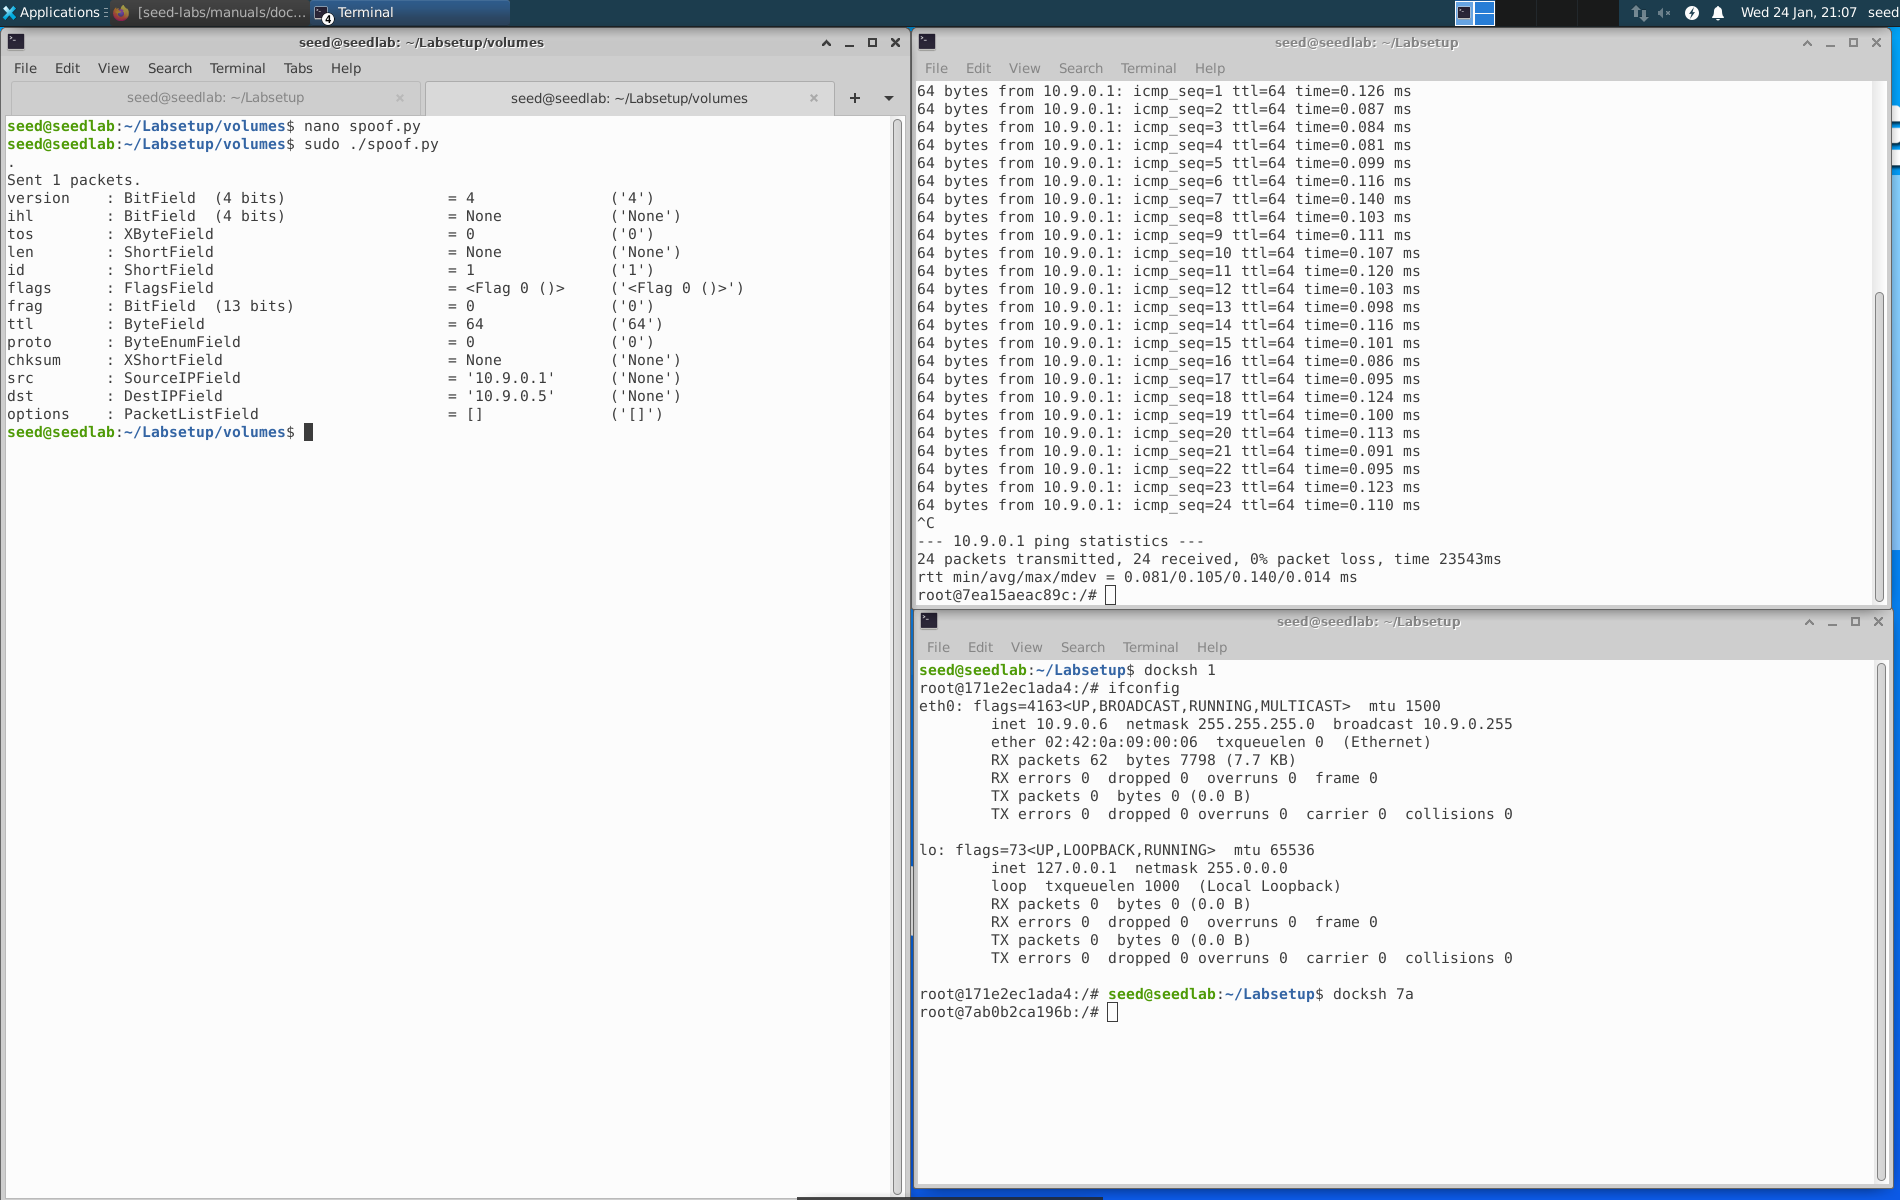 Applications
[seed-labs/manuals/doc...
4
Terminal
Wed 24 Jan, 21:07
seed
seed@seedlab: ~/Labsetup/volumes
File Edit View Search Terminal Tabs Help
seed@seedlab: ~/Labsetup
seed@seedlab: ~/Labsetup/volumes
seed@seedlab:~/Labsetup/volumes$ nano spoof.py
seed@seedlab:~/Labsetup/volumes$ sudo ./spoof.py
.
Sent 1 packets.
version    : BitField  (4 bits)                  = 4               ('4')
ihl        : BitField  (4 bits)                  = None            ('None')
tos        : XByteField                          = 0               ('0')
len        : ShortField                          = None            ('None')
id         : ShortField                          = 1               ('1')
flags      : FlagsField                          = <Flag 0 ()>     ('<Flag 0 ()>')
frag       : BitField  (13 bits)                 = 0               ('0')
ttl        : ByteField                           = 64              ('64')
proto      : ByteEnumField                       = 0               ('0')
chksum     : XShortField                         = None            ('None')
src        : SourceIPField                       = '10.9.0.1'      ('None')
dst        : DestIPField                         = '10.9.0.5'      ('None')
options    : PacketListField                     = []              ('[]')
seed@seedlab:~/Labsetup/volumes$
seed@seedlab: ~/Labsetup
File Edit View Search Terminal Help
64 bytes from 10.9.0.1: icmp_seq=1 ttl=64 time=0.126 ms
64 bytes from 10.9.0.1: icmp_seq=2 ttl=64 time=0.087 ms
64 bytes from 10.9.0.1: icmp_seq=3 ttl=64 time=0.084 ms
64 bytes from 10.9.0.1: icmp_seq=4 ttl=64 time=0.081 ms
64 bytes from 10.9.0.1: icmp_seq=5 ttl=64 time=0.099 ms
64 bytes from 10.9.0.1: icmp_seq=6 ttl=64 time=0.116 ms
64 bytes from 10.9.0.1: icmp_seq=7 ttl=64 time=0.140 ms
64 bytes from 10.9.0.1: icmp_seq=8 ttl=64 time=0.103 ms
64 bytes from 10.9.0.1: icmp_seq=9 ttl=64 time=0.111 ms
64 bytes from 10.9.0.1: icmp_seq=10 ttl=64 time=0.107 ms
64 bytes from 10.9.0.1: icmp_seq=11 ttl=64 time=0.120 ms
64 bytes from 10.9.0.1: icmp_seq=12 ttl=64 time=0.103 ms
64 bytes from 10.9.0.1: icmp_seq=13 ttl=64 time=0.098 ms
64 bytes from 10.9.0.1: icmp_seq=14 ttl=64 time=0.116 ms
64 bytes from 10.9.0.1: icmp_seq=15 ttl=64 time=0.101 ms
64 bytes from 10.9.0.1: icmp_seq=16 ttl=64 time=0.086 ms
64 bytes from 10.9.0.1: icmp_seq=17 ttl=64 time=0.095 ms
64 bytes from 10.9.0.1: icmp_seq=18 ttl=64 time=0.124 ms
64 bytes from 10.9.0.1: icmp_seq=19 ttl=64 time=0.100 ms
64 bytes from 10.9.0.1: icmp_seq=20 ttl=64 time=0.113 ms
64 bytes from 10.9.0.1: icmp_seq=21 ttl=64 time=0.091 ms
64 bytes from 10.9.0.1: icmp_seq=22 ttl=64 time=0.095 ms
64 bytes from 10.9.0.1: icmp_seq=23 ttl=64 time=0.123 ms
64 bytes from 10.9.0.1: icmp_seq=24 ttl=64 time=0.110 ms
^C
--- 10.9.0.1 ping statistics ---
24 packets transmitted, 24 received, 0% packet loss, time 23543ms
rtt min/avg/max/mdev = 0.081/0.105/0.140/0.014 ms
root@7ea15aeac89c:/#
seed@seedlab: ~/Labsetup
File Edit View Search Terminal Help
seed@seedlab:~/Labsetup$ docksh 1
root@171e2ec1ada4:/# ifconfig
eth0: flags=4163<UP,BROADCAST,RUNNING,MULTICAST>  mtu 1500
        inet 10.9.0.6  netmask 255.255.255.0  broadcast 10.9.0.255
        ether 02:42:0a:09:00:06  txqueuelen 0  (Ethernet)
        RX packets 62  bytes 7798 (7.7 KB)
        RX errors 0  dropped 0  overruns 0  frame 0
        TX packets 0  bytes 0 (0.0 B)
        TX errors 0  dropped 0 overruns 0  carrier 0  collisions 0
lo: flags=73<UP,LOOPBACK,RUNNING>  mtu 65536
        inet 127.0.0.1  netmask 255.0.0.0
        loop  txqueuelen 1000  (Local Loopback)
        RX packets 0  bytes 0 (0.0 B)
        RX errors 0  dropped 0  overruns 0  frame 0
        TX packets 0  bytes 0 (0.0 B)
        TX errors 0  dropped 0 overruns 0  carrier 0  collisions 0
root@171e2ec1ada4:/# seed@seedlab:~/Labsetup$ docksh 7a
root@7ab0b2ca196b:/#